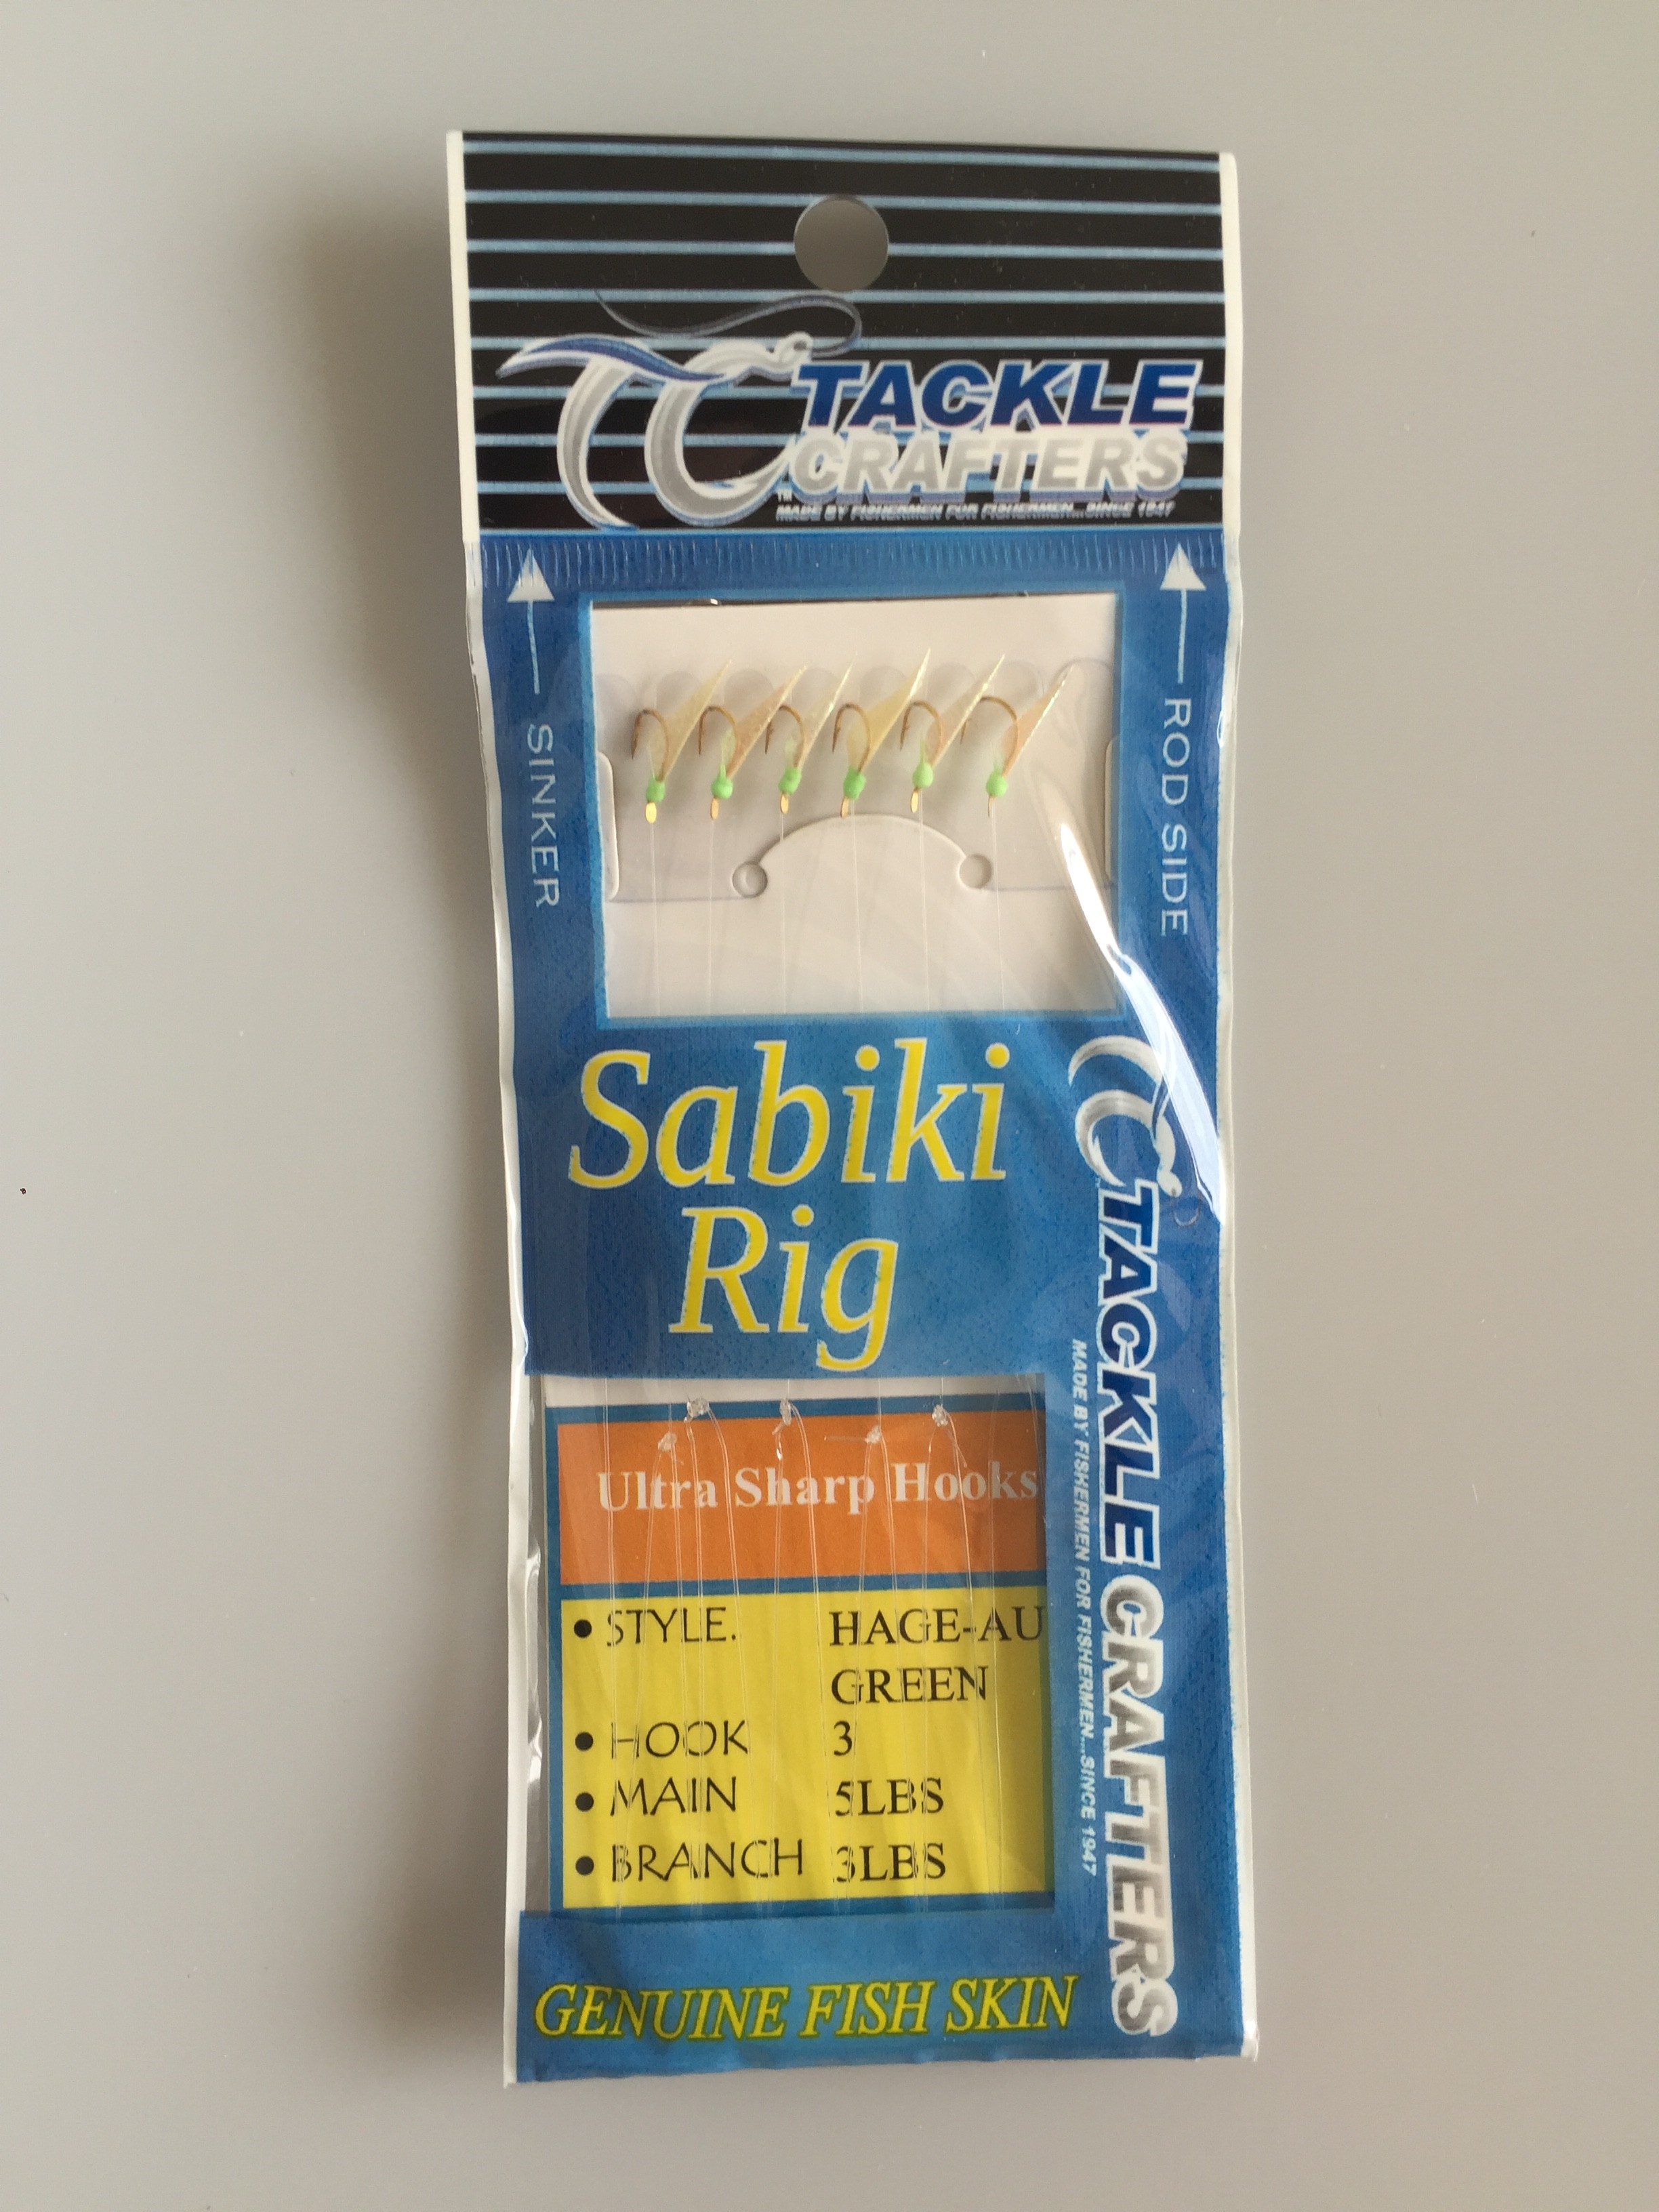 TACKLE
CRAFTERS
TM
MADE BY FISHERMEN FOR FISHERMEN...SINCE 1947
SINKER
ROD SIDE
Sabiki
Rig
TACKLE CRAFTERS
MADE BY FISHERMEN FOR FISHERMEN...SINCE 1947
Ultra Sharp Hooks
• STYLE. HAGE-AU
GREEN
• HOOK 3
• MAIN 5LBS
• BRANCH 3LBS
GENUINE FISH SKIN